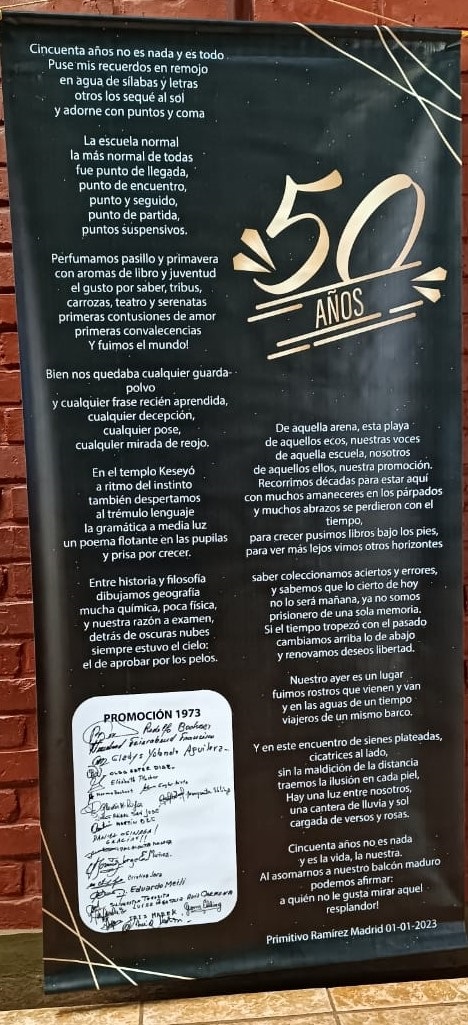 Cincuenta años no es nada y es todo
Puse mis recuerdos en remojo
en agua de sílabas y letras
otros los sequé al sol
y adorne con puntos y coma
La escuela normal
la más normal de todas
fue punto de llegada,
punto de encuentro,
punto y seguido,
punto de partida,
puntos suspensivos.
Perfumamos pasillo y primavera
con aromas de libro y juventud
el gusto por saber, tribus,
carrozas, teatro y serenatas
primeras contusiones de amor
primeras convalecencias
Y fuimos el mundo!
Bien nos quedaba cualquier guarda-
polvo
y cualquier frase recién aprendida,
cualquier decepción,
cualquier pose,
cualquier mirada de reojo.
En el templo Keseyó
a ritmo del instinto
también despertamos
al trémulo lenguaje
la gramática a media luz
un poema flotante en las pupilas
y prisa por crecer.
Entre historia y filosofía
dibujamos geografía
mucha química, poca física,
y nuestra razón a examen,
detrás de oscuras nubes
siempre estuvo el cielo:
el de aprobar por los pelos.
PROMOCIÓN 1973
Rodolfo
Francisco
Gladys Yolanda Aguilera
OLGA ESTER DIAZ
Elizabeth
DANIEL
GRACIAS!!
Cristina
Eduardo Meili
50
AÑOS
De aquella arena, esta playa
de aquellos ecos, nuestras voces
de aquella escuela, nosotros
de aquellos ellos, nuestra promoción.
Recorrimos décadas para estar aquí
con muchos amaneceres en los párpados
y muchos abrazos se perdieron con el
tiempo,
para crecer pusimos libros bajo los pies,
para ver más lejos vimos otros horizontes
saber coleccionamos aciertos y errores,
y sabemos que lo cierto de hoy
no lo será mañana, ya no somos
prisionero de una sola memoria.
Si el tiempo tropezó con el pasado
cambiamos arriba lo de abajo
y renovamos deseos libertad.
Nuestro ayer es un lugar
fuimos rostros que vienen y van
y en las aguas de un tiempo
viajeros de un mismo barco.
Y en este encuentro de sienes plateadas,
cicatrices al lado,
sin la maldición de la distancia
traemos la ilusión en cada piel,
Hay una luz entre nosotros,
una cantera de lluvia y sol
cargada de versos y rosas.
Cincuenta años no es nada
y es la vida, la nuestra.
Al asomarnos a nuestro balcón maduro
podemos afirmar:
a quién no le gusta mirar aquel
resplandor!
Primitivo Ramírez Madrid 01-01-2023